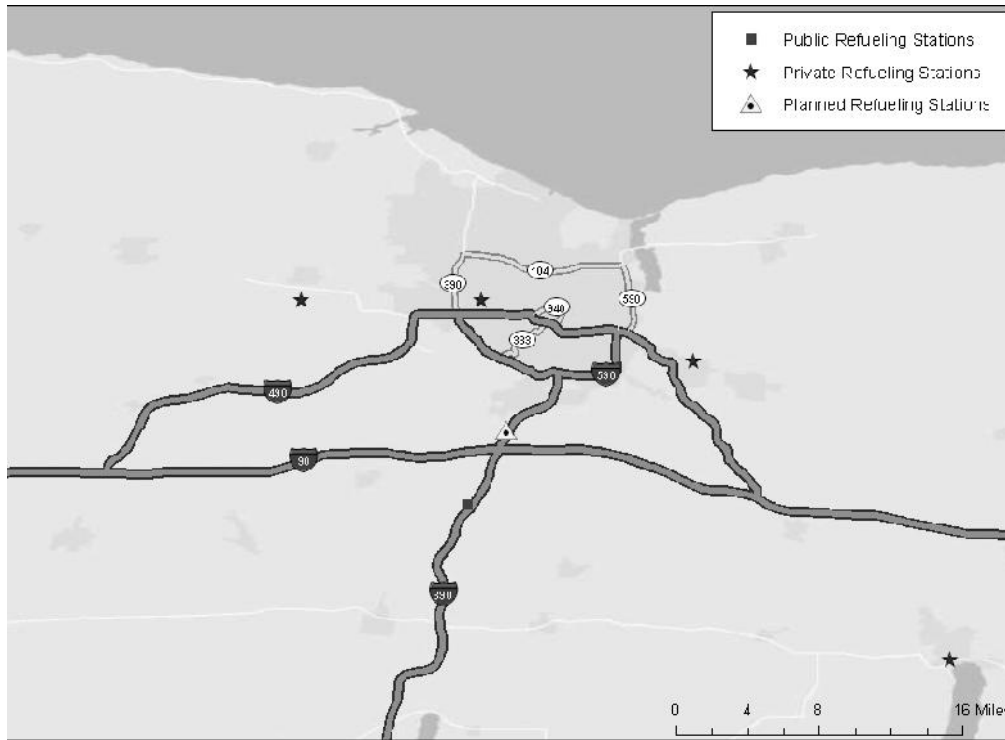 Public Refueling Stations
Private Refueling Stations
Planned Refueling Stations
104
390
590
940
333
590
490
90
390
0 4 8 16 Miles